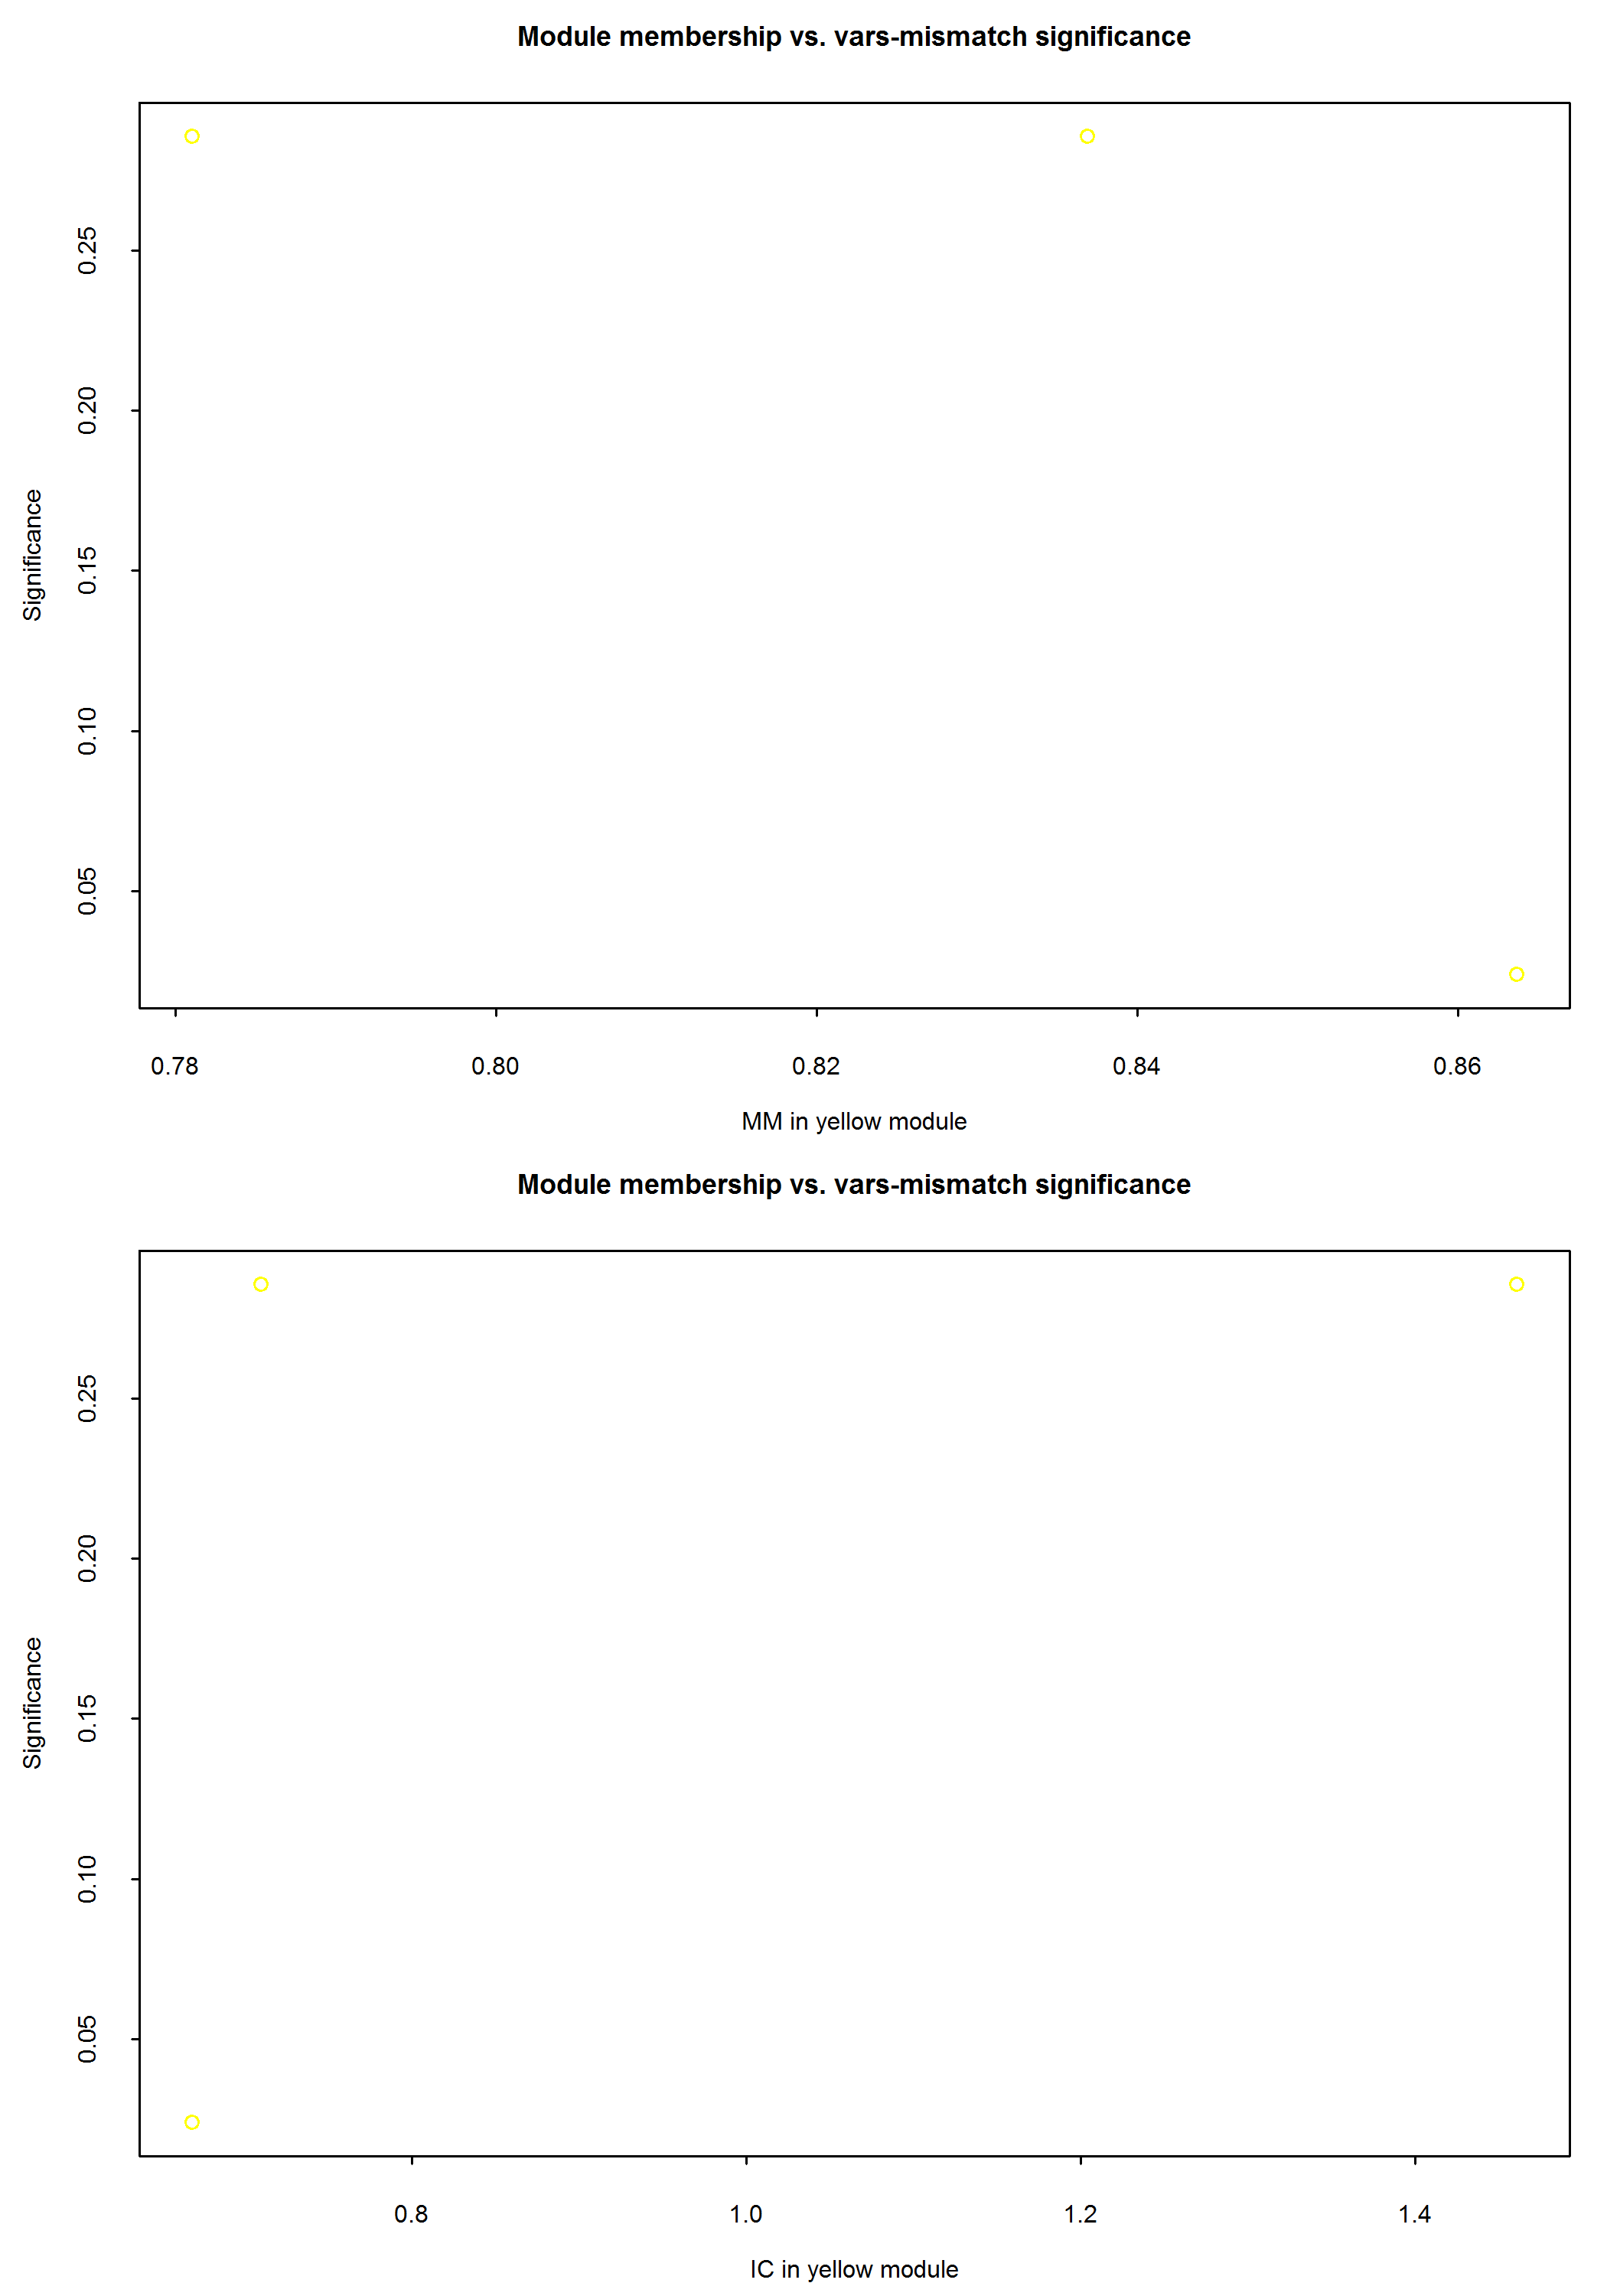 Module membership vs. vars-mismatch significance
0.25
0.20
0.15
0.10
0.05
Significance
0.78 0.80 0.82 0.84 0.86
MM in yellow module
Module membership vs. vars-mismatch significance
0.25
0.20
0.15
0.10
0.05
Significance
0.8 1.0 1.2 1.4
IC in yellow module